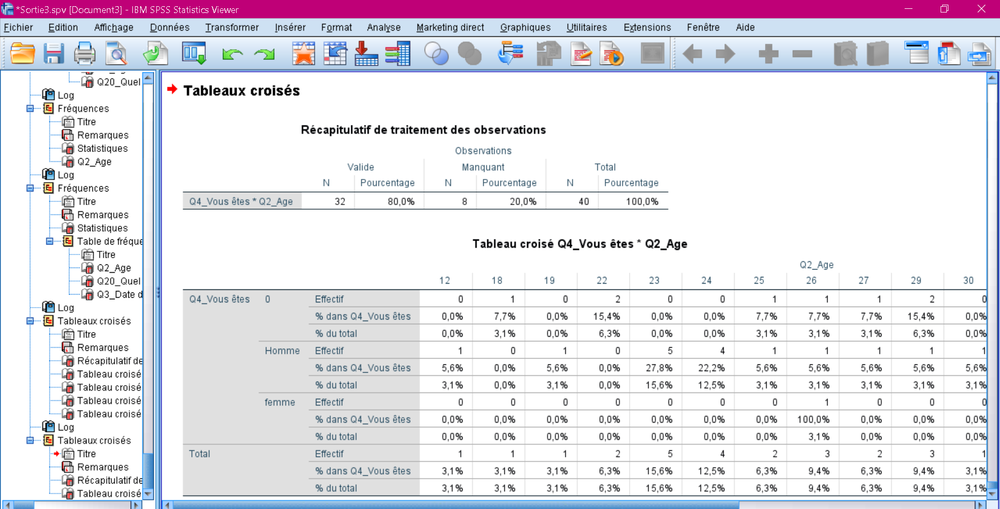 *Sortie3.spv [Document3] - IBM SPSS Statistics Viewer
Fichier Edition Affichage Données Transformer Insérer Format Analyse Marketing direct Graphiques Utilitaires Extensions Fenêtre Aide
Q20_Quel
Log
Fréquences
Titre
Remarques
Statistiques
Q2_Age
Log
Fréquences
Titre
Remarques
Statistiques
Table de fréque
Titre
Q2_Age
Q20_Quel
Q3_Date d
Log
Tableaux croisés
Titre
Remarques
Récapitulatif de
Tableau croisé
Tableau croisé
Tableau croisé
Tableau croisé
Log
Tableaux croisés
Titre
Remarques
Récapitulatif de
Tableau croisé
Tableaux croisés
Récapitulatif de traitement des observations
Observations
Valide Manquant Total
N Pourcentage N Pourcentage N Pourcentage
Q4_Vous êtes * Q2_Age 32 80,0% 8 20,0% 40 100,0%
Tableau croisé Q4_Vous êtes * Q2_Age
Q2_Age
12 18 19 22 23 24 25 26 27 29 30
Q4_Vous êtes 0 Effectif 0 1 0 2 0 0 1 1 1 2 0
% dans Q4_Vous êtes 0,0% 7,7% 0,0% 15,4% 0,0% 0,0% 7,7% 7,7% 7,7% 15,4% 0,0%
% du total 0,0% 3,1% 0,0% 6,3% 0,0% 0,0% 3,1% 3,1% 3,1% 6,3% 0,0%
Homme Effectif 1 0 1 0 5 4 1 1 1 1 1
% dans Q4_Vous êtes 5,6% 0,0% 5,6% 0,0% 27,8% 22,2% 5,6% 5,6% 5,6% 5,6% 5,6%
% du total 3,1% 0,0% 3,1% 0,0% 15,6% 12,5% 3,1% 3,1% 3,1% 3,1% 3,1%
femme Effectif 0 0 0 0 0 0 0 1 0 0 0
% dans Q4_Vous êtes 0,0% 0,0% 0,0% 0,0% 0,0% 0,0% 0,0% 100,0% 0,0% 0,0% 0,0%
% du total 0,0% 0,0% 0,0% 0,0% 0,0% 0,0% 0,0% 3,1% 0,0% 0,0% 0,0%
Total Effectif 1 1 1 2 5 4 2 3 2 3 1
% dans Q4_Vous êtes 3,1% 3,1% 3,1% 6,3% 15,6% 12,5% 6,3% 9,4% 6,3% 9,4% 3,1%
% du total 3,1% 3,1% 3,1% 6,3% 15,6% 12,5% 6,3% 9,4% 6,3% 9,4% 3,1%